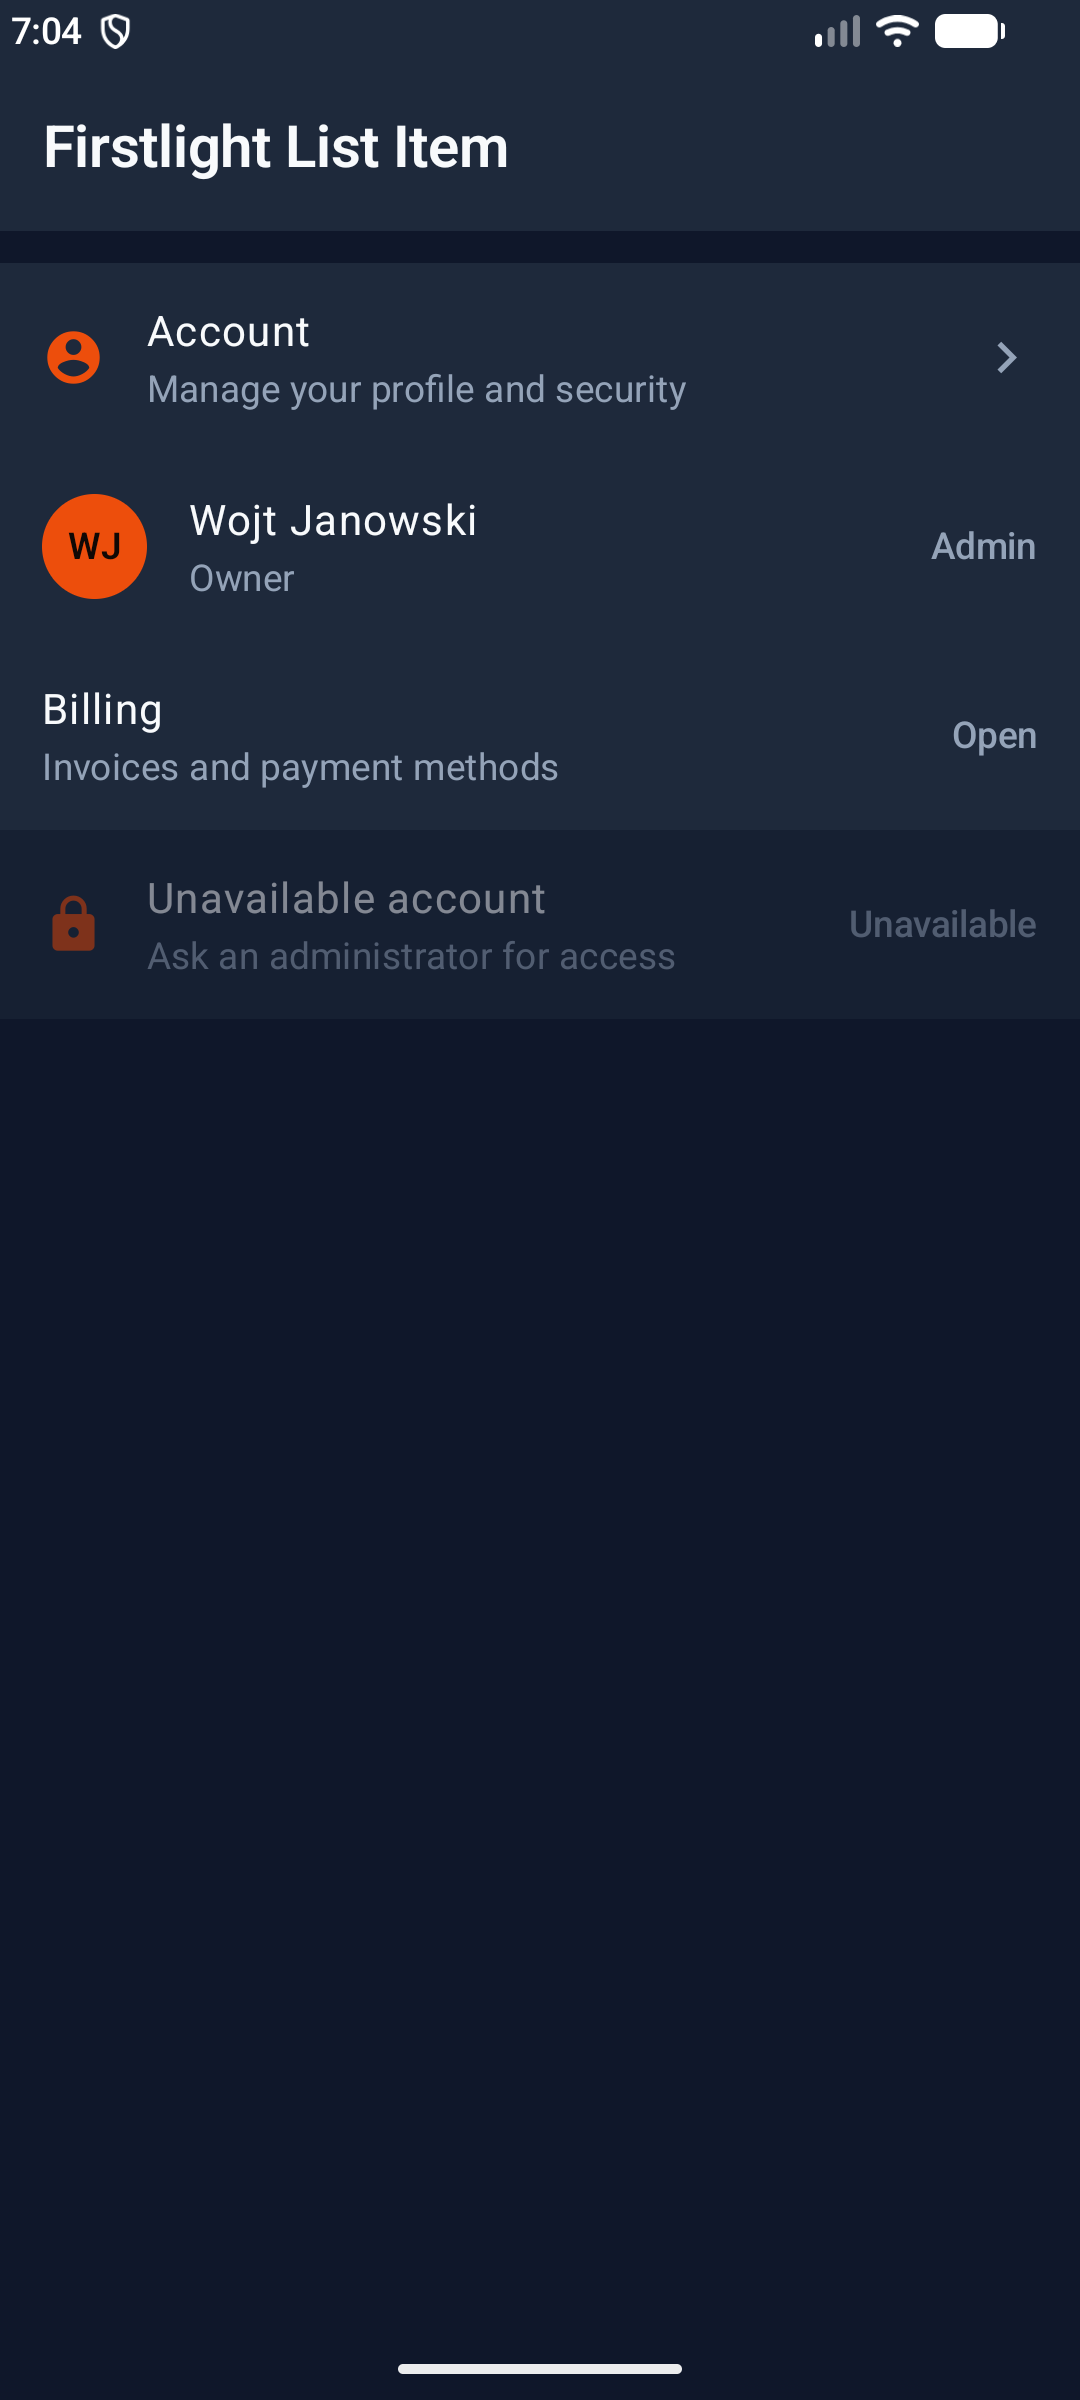 7:04
Firstlight List Item
Account
Manage your profile and security
WJ
Wojt Janowski
Owner
Admin
Billing
Invoices and payment methods
Open
Unavailable account
Ask an administrator for access
Unavailable